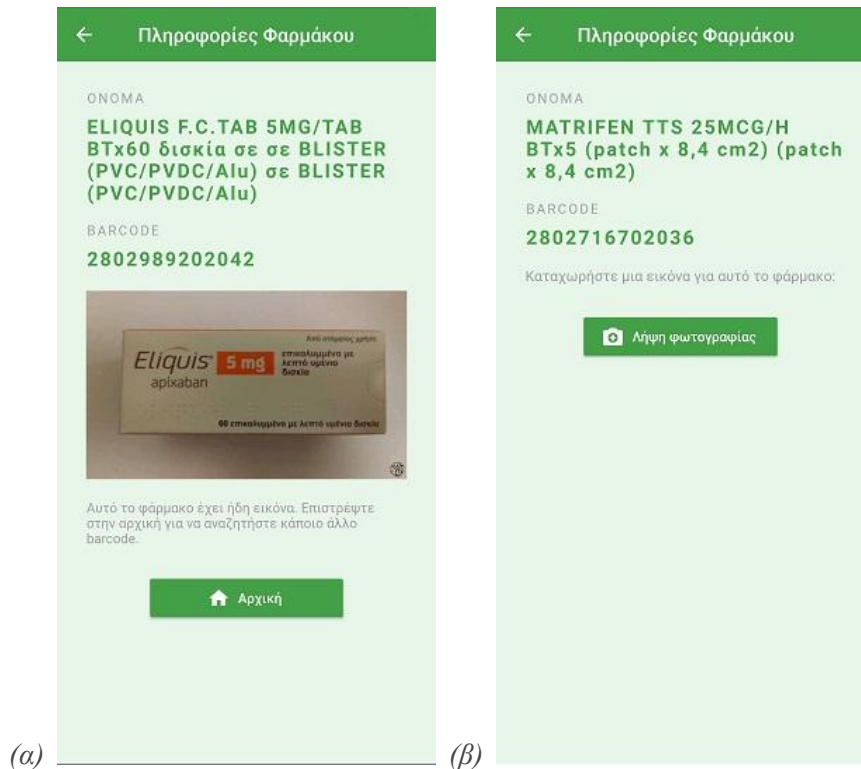 Πληροφορίες Φαρμάκου
ΟΝΟΜΑ
ELIQUIS F.C.TAB 5MG/TAB
BTx60 δισκία σε σε BLISTER
(PVC/PVDC/Alu) σε BLISTER
(PVC/PVDC/Alu)
BARCODE
2802989202042
Από στόματος χρήση
Eliquis 5 mg
apixaban
επικαλυμμένα με
λεπτό υμένιο
δισκία
60 επικαλυμμένα με λεπτό υμένιο δισκία
Αυτό το φάρμακο έχει ήδη εικόνα. Επιστρέψτε
στην αρχική για να αναζητήστε κάποιο άλλο
barcode.
Αρχική
(α)
Πληροφορίες Φαρμάκου
ΟΝΟΜΑ
MATRIFEN TTS 25MCG/H
BTx5 (patch x 8,4 cm2) (patch
x 8,4 cm2)
BARCODE
2802716702036
Καταχωρήστε μια εικόνα για αυτό το φάρμακο:
Λήψη φωτογραφίας
(β)